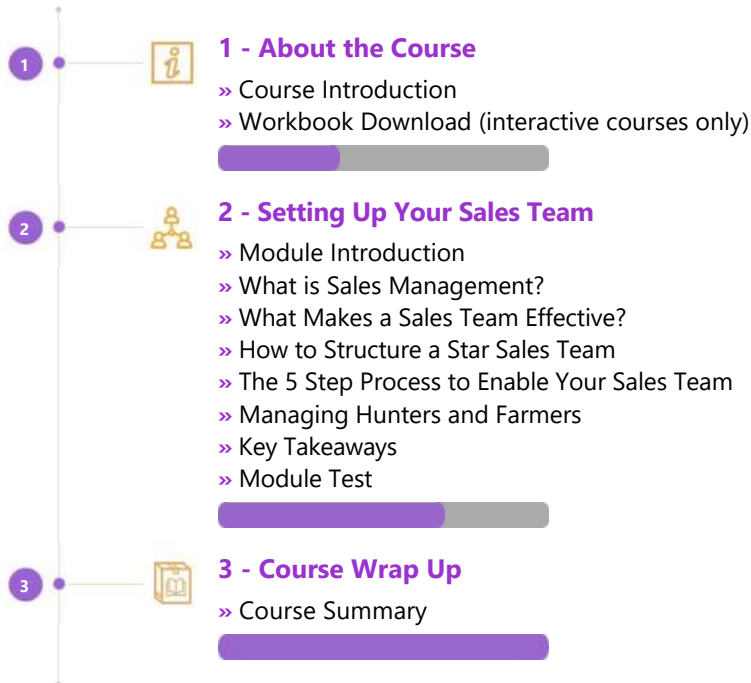 1
1 - About the Course
» Course Introduction
» Workbook Download (interactive courses only)
2
2 - Setting Up Your Sales Team
» Module Introduction
» What is Sales Management?
» What Makes a Sales Team Effective?
» How to Structure a Star Sales Team
» The 5 Step Process to Enable Your Sales Team
» Managing Hunters and Farmers
» Key Takeaways
» Module Test
3
3 - Course Wrap Up
» Course Summary